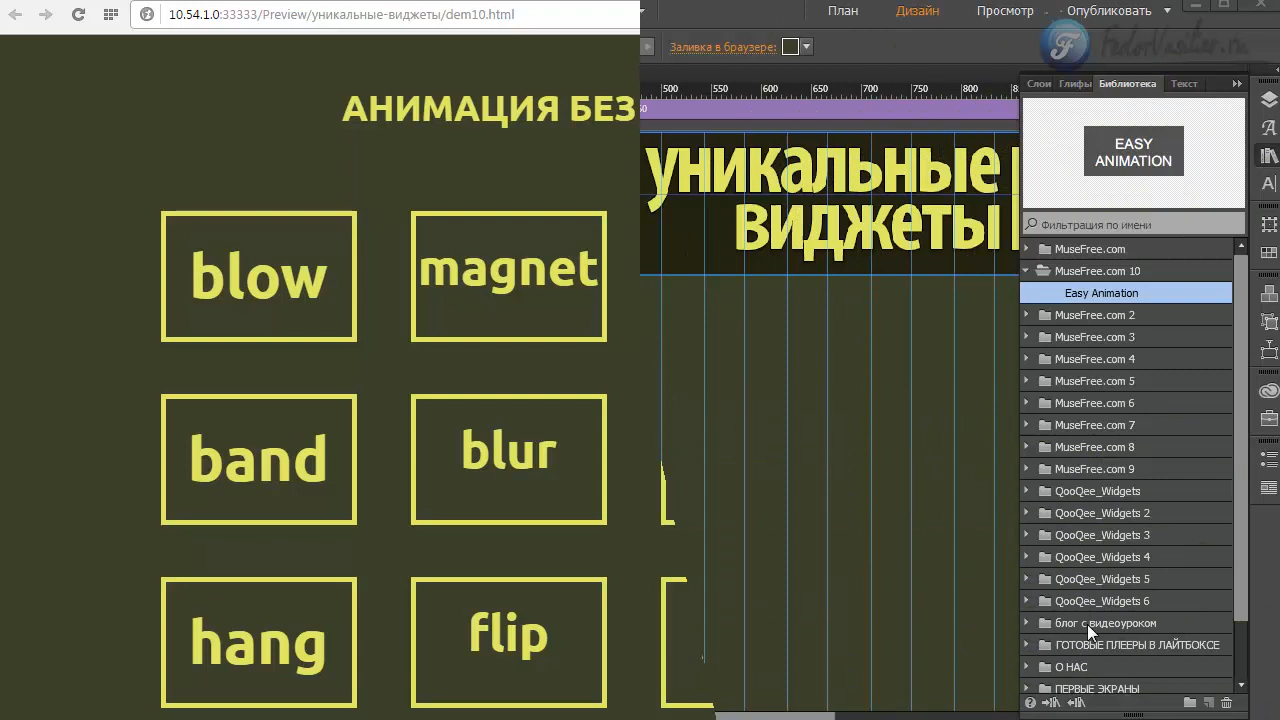 10.54.1.0:33333/Preview/уникальные-виджеты/dem10.html
План Дизайн Просмотр Опубликовать
Заливка в браузере:
Слои Глифы Библиотека Текст
500 550 600 650 700 750 800 850
АНИМАЦИЯ БЕЗ
уникальные
виджеты
EASY
ANIMATION
Фильтрация по имени
MuseFree.com
MuseFree.com 10
Easy Animation
MuseFree.com 2
MuseFree.com 3
MuseFree.com 4
MuseFree.com 5
MuseFree.com 6
MuseFree.com 7
MuseFree.com 8
MuseFree.com 9
QooQee_Widgets
QooQee_Widgets 2
QooQee_Widgets 3
QooQee_Widgets 4
QooQee_Widgets 5
QooQee_Widgets 6
блог с видеоуроком
ГОТОВЫЕ ПЛЕЕРЫ В ЛАЙТБОКСЕ
О НАС
ПЕРВЫЕ ЭКРАНЫ
blow
magnet
band
blur
hang
flip